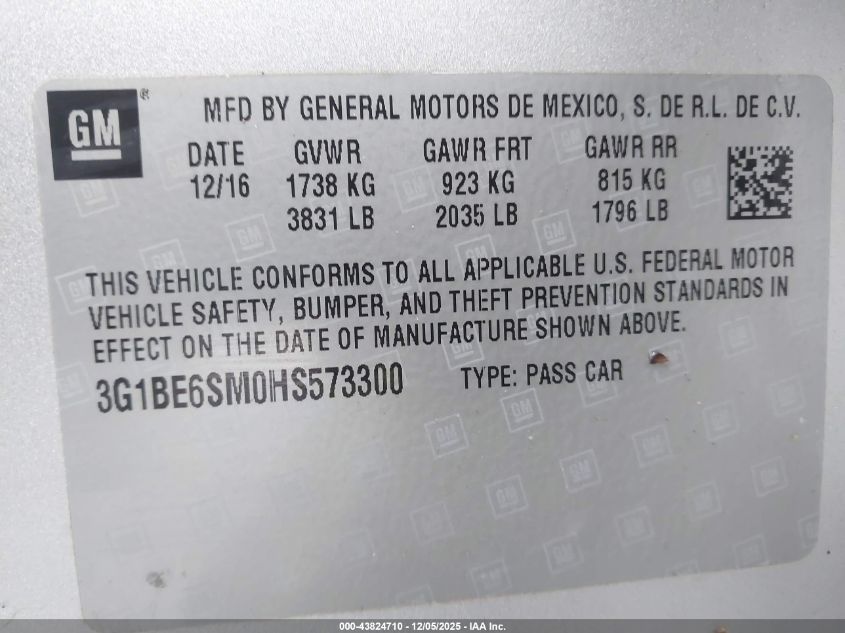 GM ®
MFD BY GENERAL MOTORS DE MEXICO, S. DE R.L. DE C.V.
DATE GVWR GAWR FRT GAWR RR
12/16 1738 KG 923 KG 815 KG
3831 LB 2035 LB 1796 LB
THIS VEHICLE CONFORMS TO ALL APPLICABLE U.S. FEDERAL MOTOR
VEHICLE SAFETY, BUMPER, AND THEFT PREVENTION STANDARDS IN
EFFECT ON THE DATE OF MANUFACTURE SHOWN ABOVE.
3G1BE6SM0HS573300 TYPE: PASS CAR
000-43824710 - 12/05/2025 - IAA Inc.